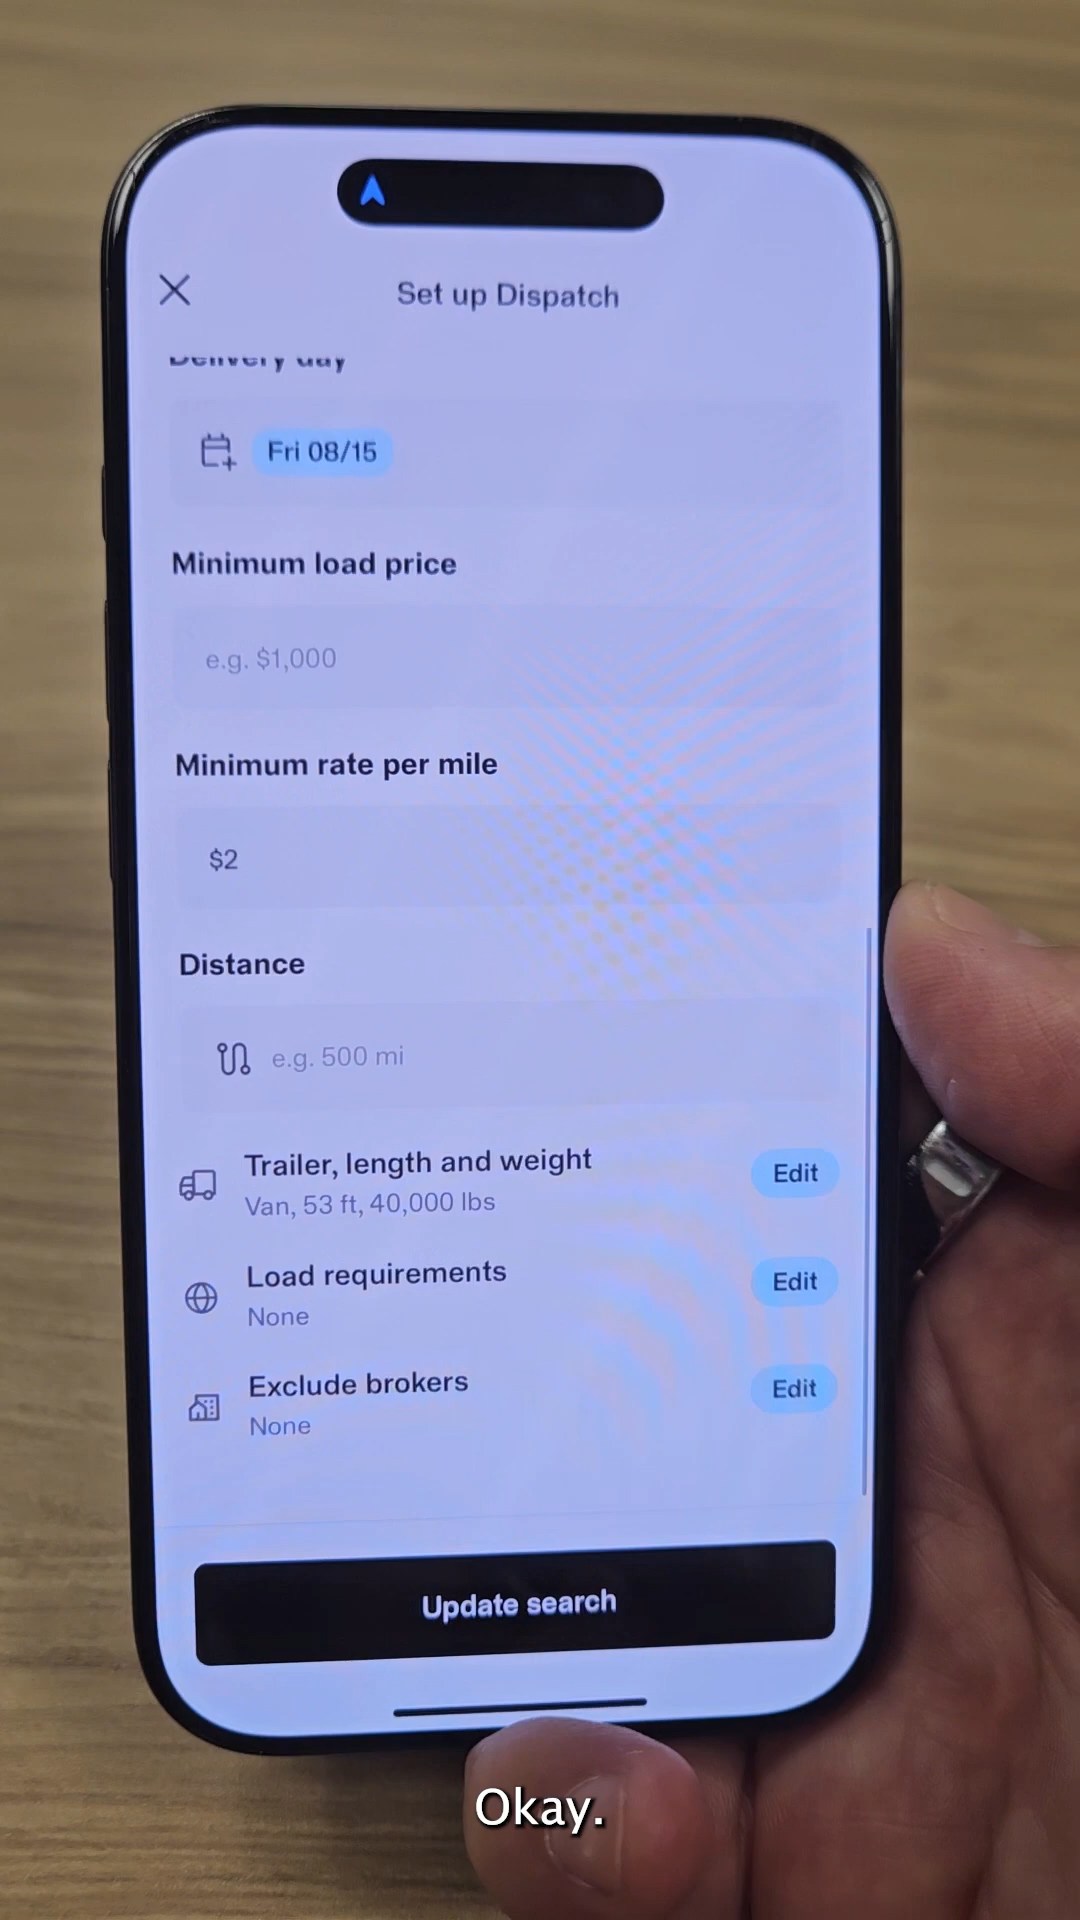 Set up Dispatch
Delivery day
Fri 08/15
Minimum load price
e.g. $1,000
Minimum rate per mile
$2
Distance
e.g. 500 mi
Trailer, length and weight
Edit
Van, 53 ft, 40,000 lbs
Load requirements
Edit
None
Exclude brokers
Edit
None
Update search
Okay.